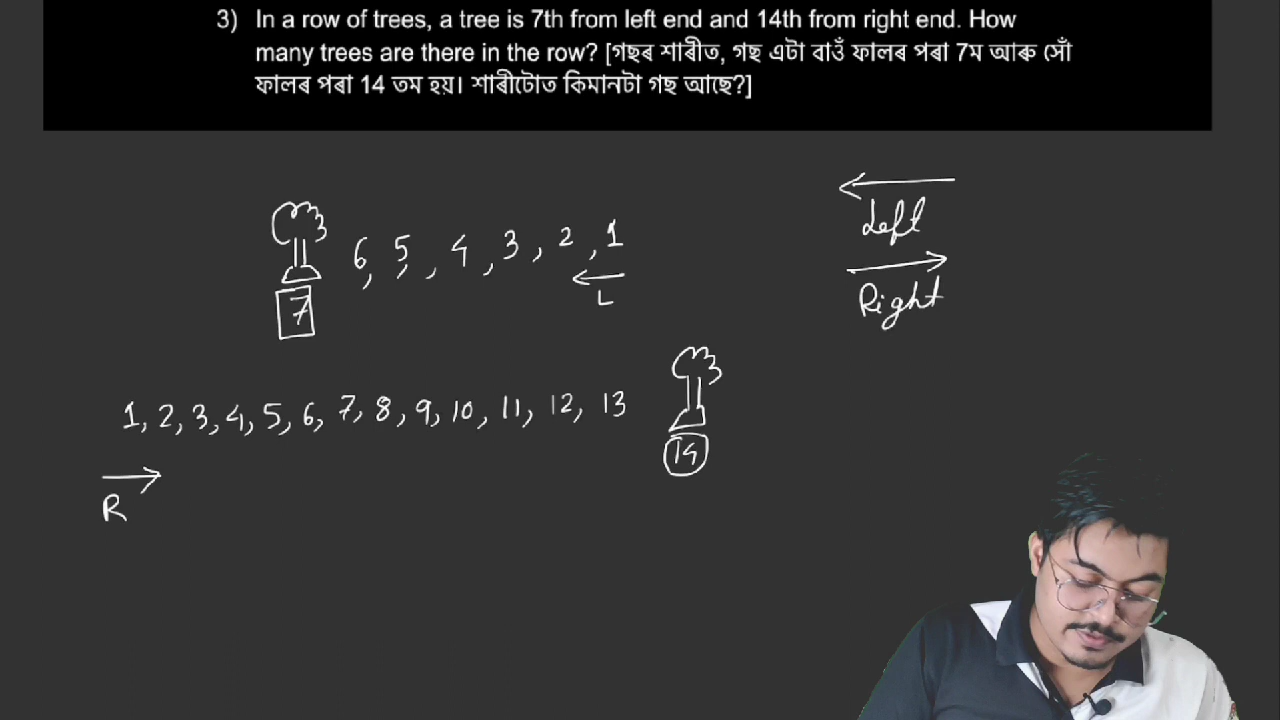 3) In a row of trees, a tree is 7th from left end and 14th from right end. How
many trees are there in the row? [গছৰ শাৰীত, গছ এটা বাওঁ ফালৰ পৰা 7ম আৰু সোঁ
ফালৰ পৰা 14 তম হয়। শাৰীটোত কিমানটা গছ আছে?]
Left
6, 5, , 4, 3, 2, 1
L
Right
7
1, 2, 3, 4, 5, 6, 7, 8, 9, 10, 11, 12, 13
14
R